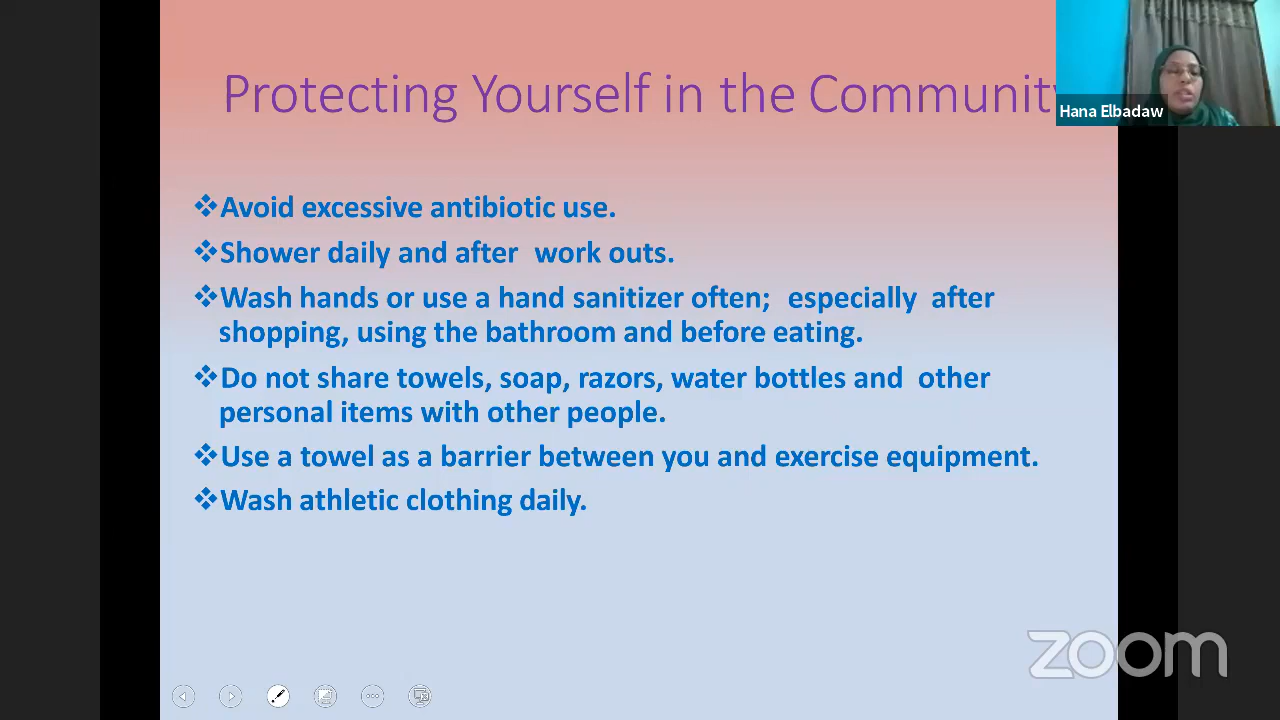 Protecting Yourself in the Community
Hana Elbadaw
❖Avoid excessive antibiotic use.
❖Shower daily and after work outs.
❖Wash hands or use a hand sanitizer often; especially after
shopping, using the bathroom and before eating.
❖Do not share towels, soap, razors, water bottles and other
personal items with other people.
❖Use a towel as a barrier between you and exercise equipment.
❖Wash athletic clothing daily.
zoom